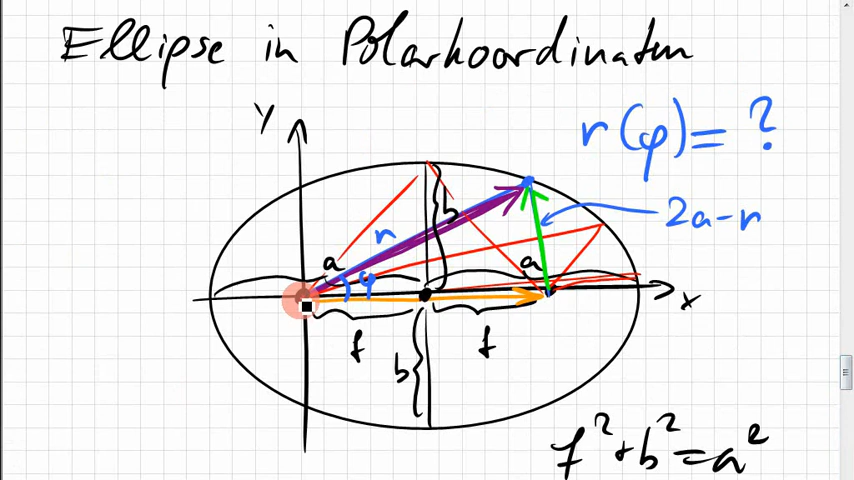 Ellipse in Polarkoordinaten
y
r(φ)=?
b
r
2a-r
a
φ
a
x
f
f
b
f²+b²=a²